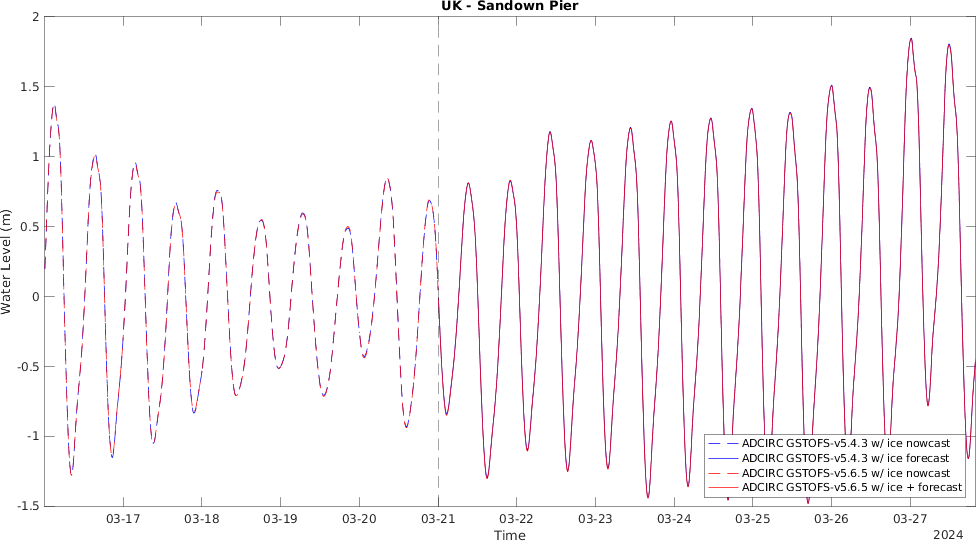 UK - Sandown Pier
2
1.5
1
0.5
0
-0.5
-1
-1.5
Water Level (m)
ADCIRC GSTOFS-v5.4.3 w/ ice nowcast
ADCIRC GSTOFS-v5.4.3 w/ ice forecast
ADCIRC GSTOFS-v5.6.5 w/ ice nowcast
ADCIRC GSTOFS-v5.6.5 w/ ice + forecast
03-17 03-18 03-19 03-20 03-21 03-22 03-23 03-24 03-25 03-26 03-27
Time
2024